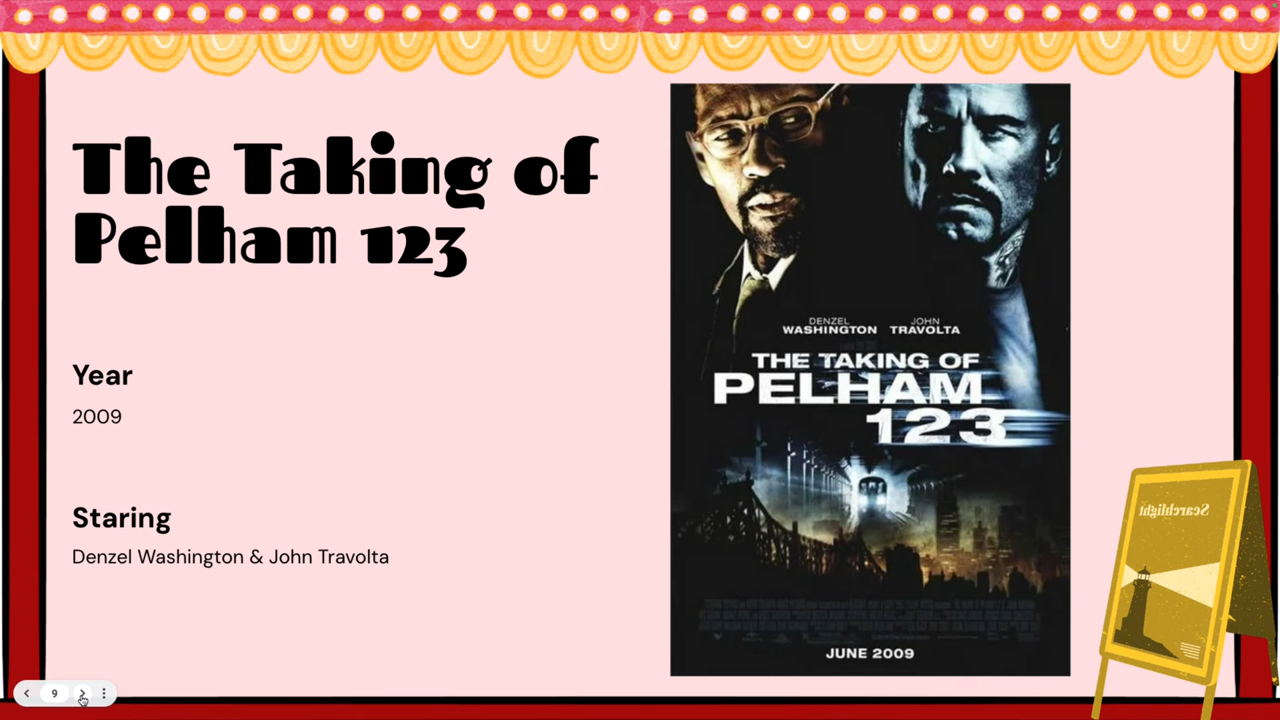 The Taking of
Pelham 123
Year
2009
Staring
Denzel Washington & John Travolta
DENZEL JOHN
WASHINGTON TRAVOLTA
THE TAKING OF
PELHAM
123
JUNE 2009
Searchlight
9